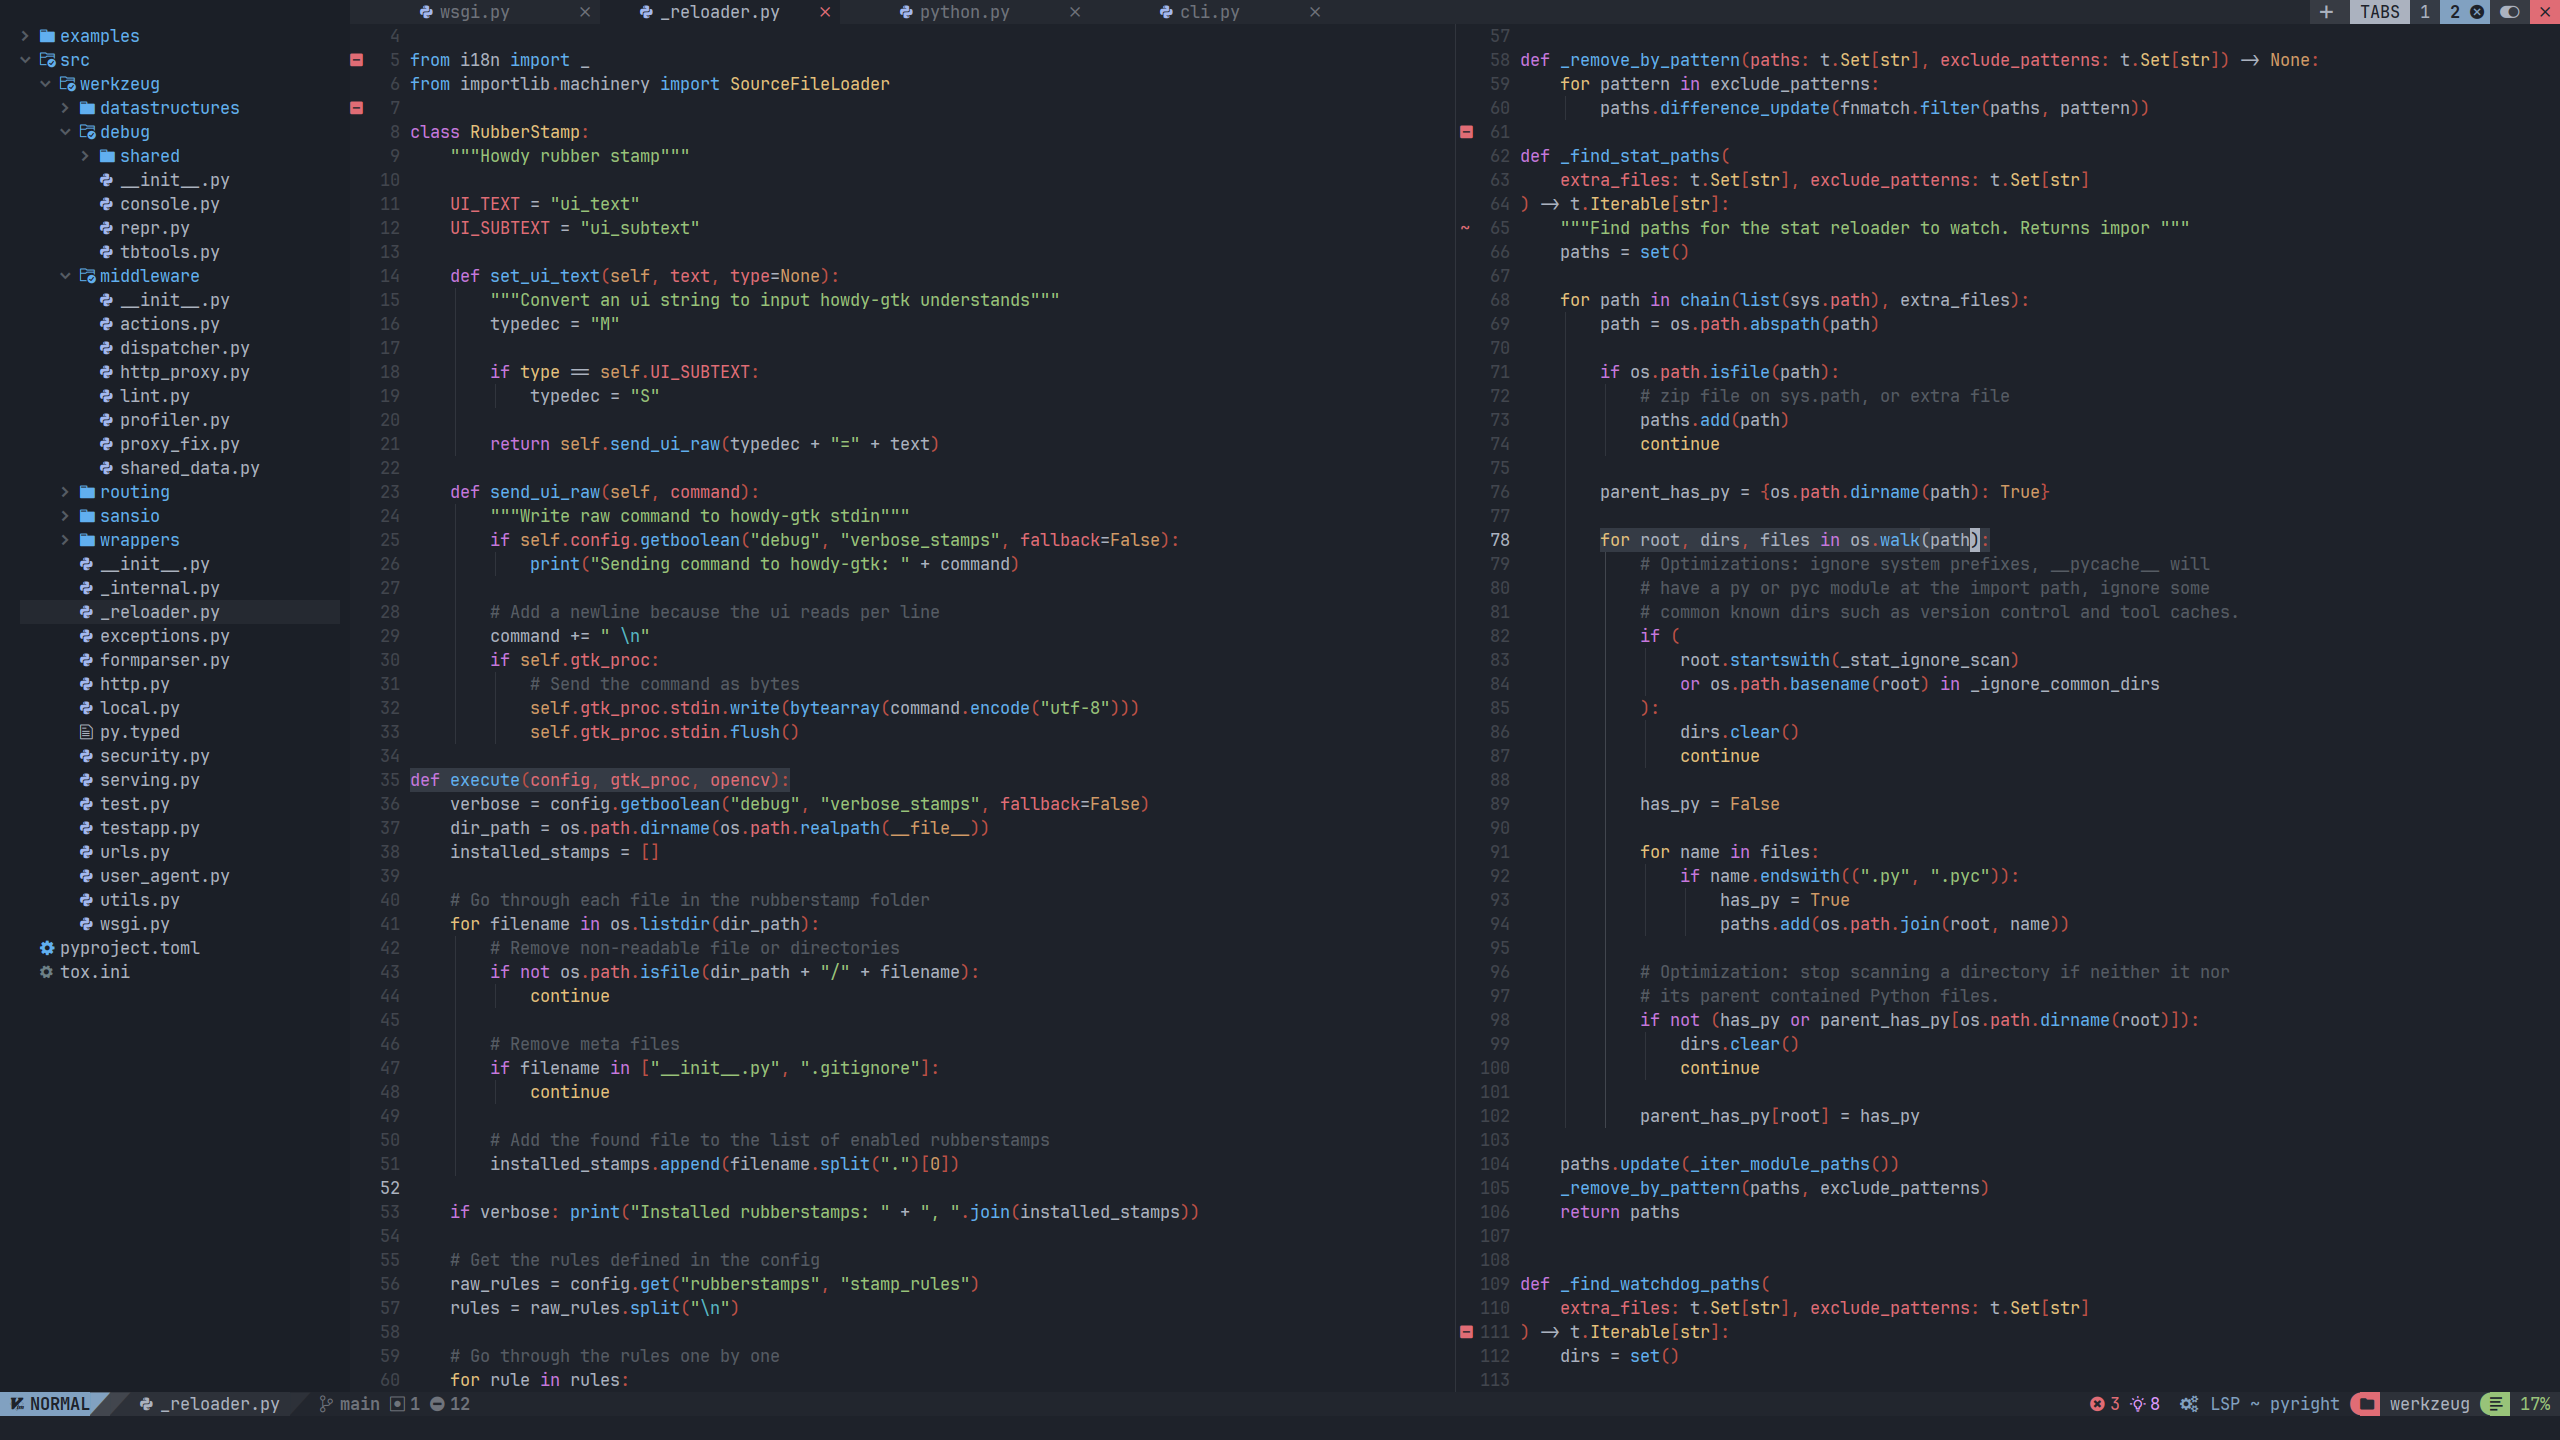 wsgi.py
_reloader.py
python.py
cli.py
TABS 1 2
examples
src
werkzeug
datastructures
debug
shared
__init__.py
console.py
repr.py
tbtools.py
middleware
__init__.py
actions.py
dispatcher.py
http_proxy.py
lint.py
profiler.py
proxy_fix.py
shared_data.py
routing
sansio
wrappers
__init__.py
_internal.py
_reloader.py
exceptions.py
formparser.py
http.py
local.py
py.typed
security.py
serving.py
test.py
testapp.py
urls.py
user_agent.py
utils.py
wsgi.py
pyproject.toml
tox.ini
4
5 from i18n import _
6 from importlib.machinery import SourceFileLoader
7
8 class RubberStamp:
9     """Howdy rubber stamp"""
10
11     UI_TEXT = "ui_text"
12     UI_SUBTEXT = "ui_subtext"
13
14     def set_ui_text(self, text, type=None):
15         """Convert an ui string to input howdy-gtk understands"""
16         typedec = "M"
17
18         if type == self.UI_SUBTEXT:
19             typedec = "S"
20
21         return self.send_ui_raw(typedec + "=" + text)
22
23     def send_ui_raw(self, command):
24         """Write raw command to howdy-gtk stdin"""
25         if self.config.getboolean("debug", "verbose_stamps", fallback=False):
26             print("Sending command to howdy-gtk: " + command)
27
28         # Add a newline because the ui reads per line
29         command += " \n"
30         if self.gtk_proc:
31             # Send the command as bytes
32             self.gtk_proc.stdin.write(bytearray(command.encode("utf-8")))
33             self.gtk_proc.stdin.flush()
34
35 def execute(config, gtk_proc, opencv):
36     verbose = config.getboolean("debug", "verbose_stamps", fallback=False)
37     dir_path = os.path.dirname(os.path.realpath(__file__))
38     installed_stamps = []
39
40     # Go through each file in the rubberstamp folder
41     for filename in os.listdir(dir_path):
42         # Remove non-readable file or directories
43         if not os.path.isfile(dir_path + "/" + filename):
44             continue
45
46         # Remove meta files
47         if filename in ["__init__.py", ".gitignore"]:
48             continue
49
50         # Add the found file to the list of enabled rubberstamps
51         installed_stamps.append(filename.split(".")[0])
52
53     if verbose: print("Installed rubberstamps: " + ", ".join(installed_stamps))
54
55     # Get the rules defined in the config
56     raw_rules = config.get("rubberstamps", "stamp_rules")
57     rules = raw_rules.split("\n")
58
59     # Go through the rules one by one
60     for rule in rules:
57
58 def _remove_by_pattern(paths: t.Set[str], exclude_patterns: t.Set[str]) -> None:
59     for pattern in exclude_patterns:
60         paths.difference_update(fnmatch.filter(paths, pattern))
61
62 def _find_stat_paths(
63     extra_files: t.Set[str], exclude_patterns: t.Set[str]
64 ) -> t.Iterable[str]:
~ 65     """Find paths for the stat reloader to watch. Returns impor """
66     paths = set()
67
68     for path in chain(list(sys.path), extra_files):
69         path = os.path.abspath(path)
70
71         if os.path.isfile(path):
72             # zip file on sys.path, or extra file
73             paths.add(path)
74             continue
75
76         parent_has_py = {os.path.dirname(path): True}
77
78         for root, dirs, files in os.walk(path):
79             # Optimizations: ignore system prefixes, __pycache__ will
80             # have a py or pyc module at the import path, ignore some
81             # common known dirs such as version control and tool caches.
82             if (
83                 root.startswith(_stat_ignore_scan)
84                 or os.path.basename(root) in _ignore_common_dirs
85             ):
86                 dirs.clear()
87                 continue
88
89             has_py = False
90
91             for name in files:
92                 if name.endswith((".py", ".pyc")):
93                     has_py = True
94                     paths.add(os.path.join(root, name))
95
96             # Optimization: stop scanning a directory if neither it nor
97             # its parent contained Python files.
98             if not (has_py or parent_has_py[os.path.dirname(root)]):
99                 dirs.clear()
100                 continue
101
102             parent_has_py[root] = has_py
103
104     paths.update(_iter_module_paths())
105     _remove_by_pattern(paths, exclude_patterns)
106     return paths
107
108
109 def _find_watchdog_paths(
110     extra_files: t.Set[str], exclude_patterns: t.Set[str]
111 ) -> t.Iterable[str]:
112     dirs = set()
113
NORMAL _reloader.py main 1 12 3 8 LSP ~ pyright werkzeug 17%